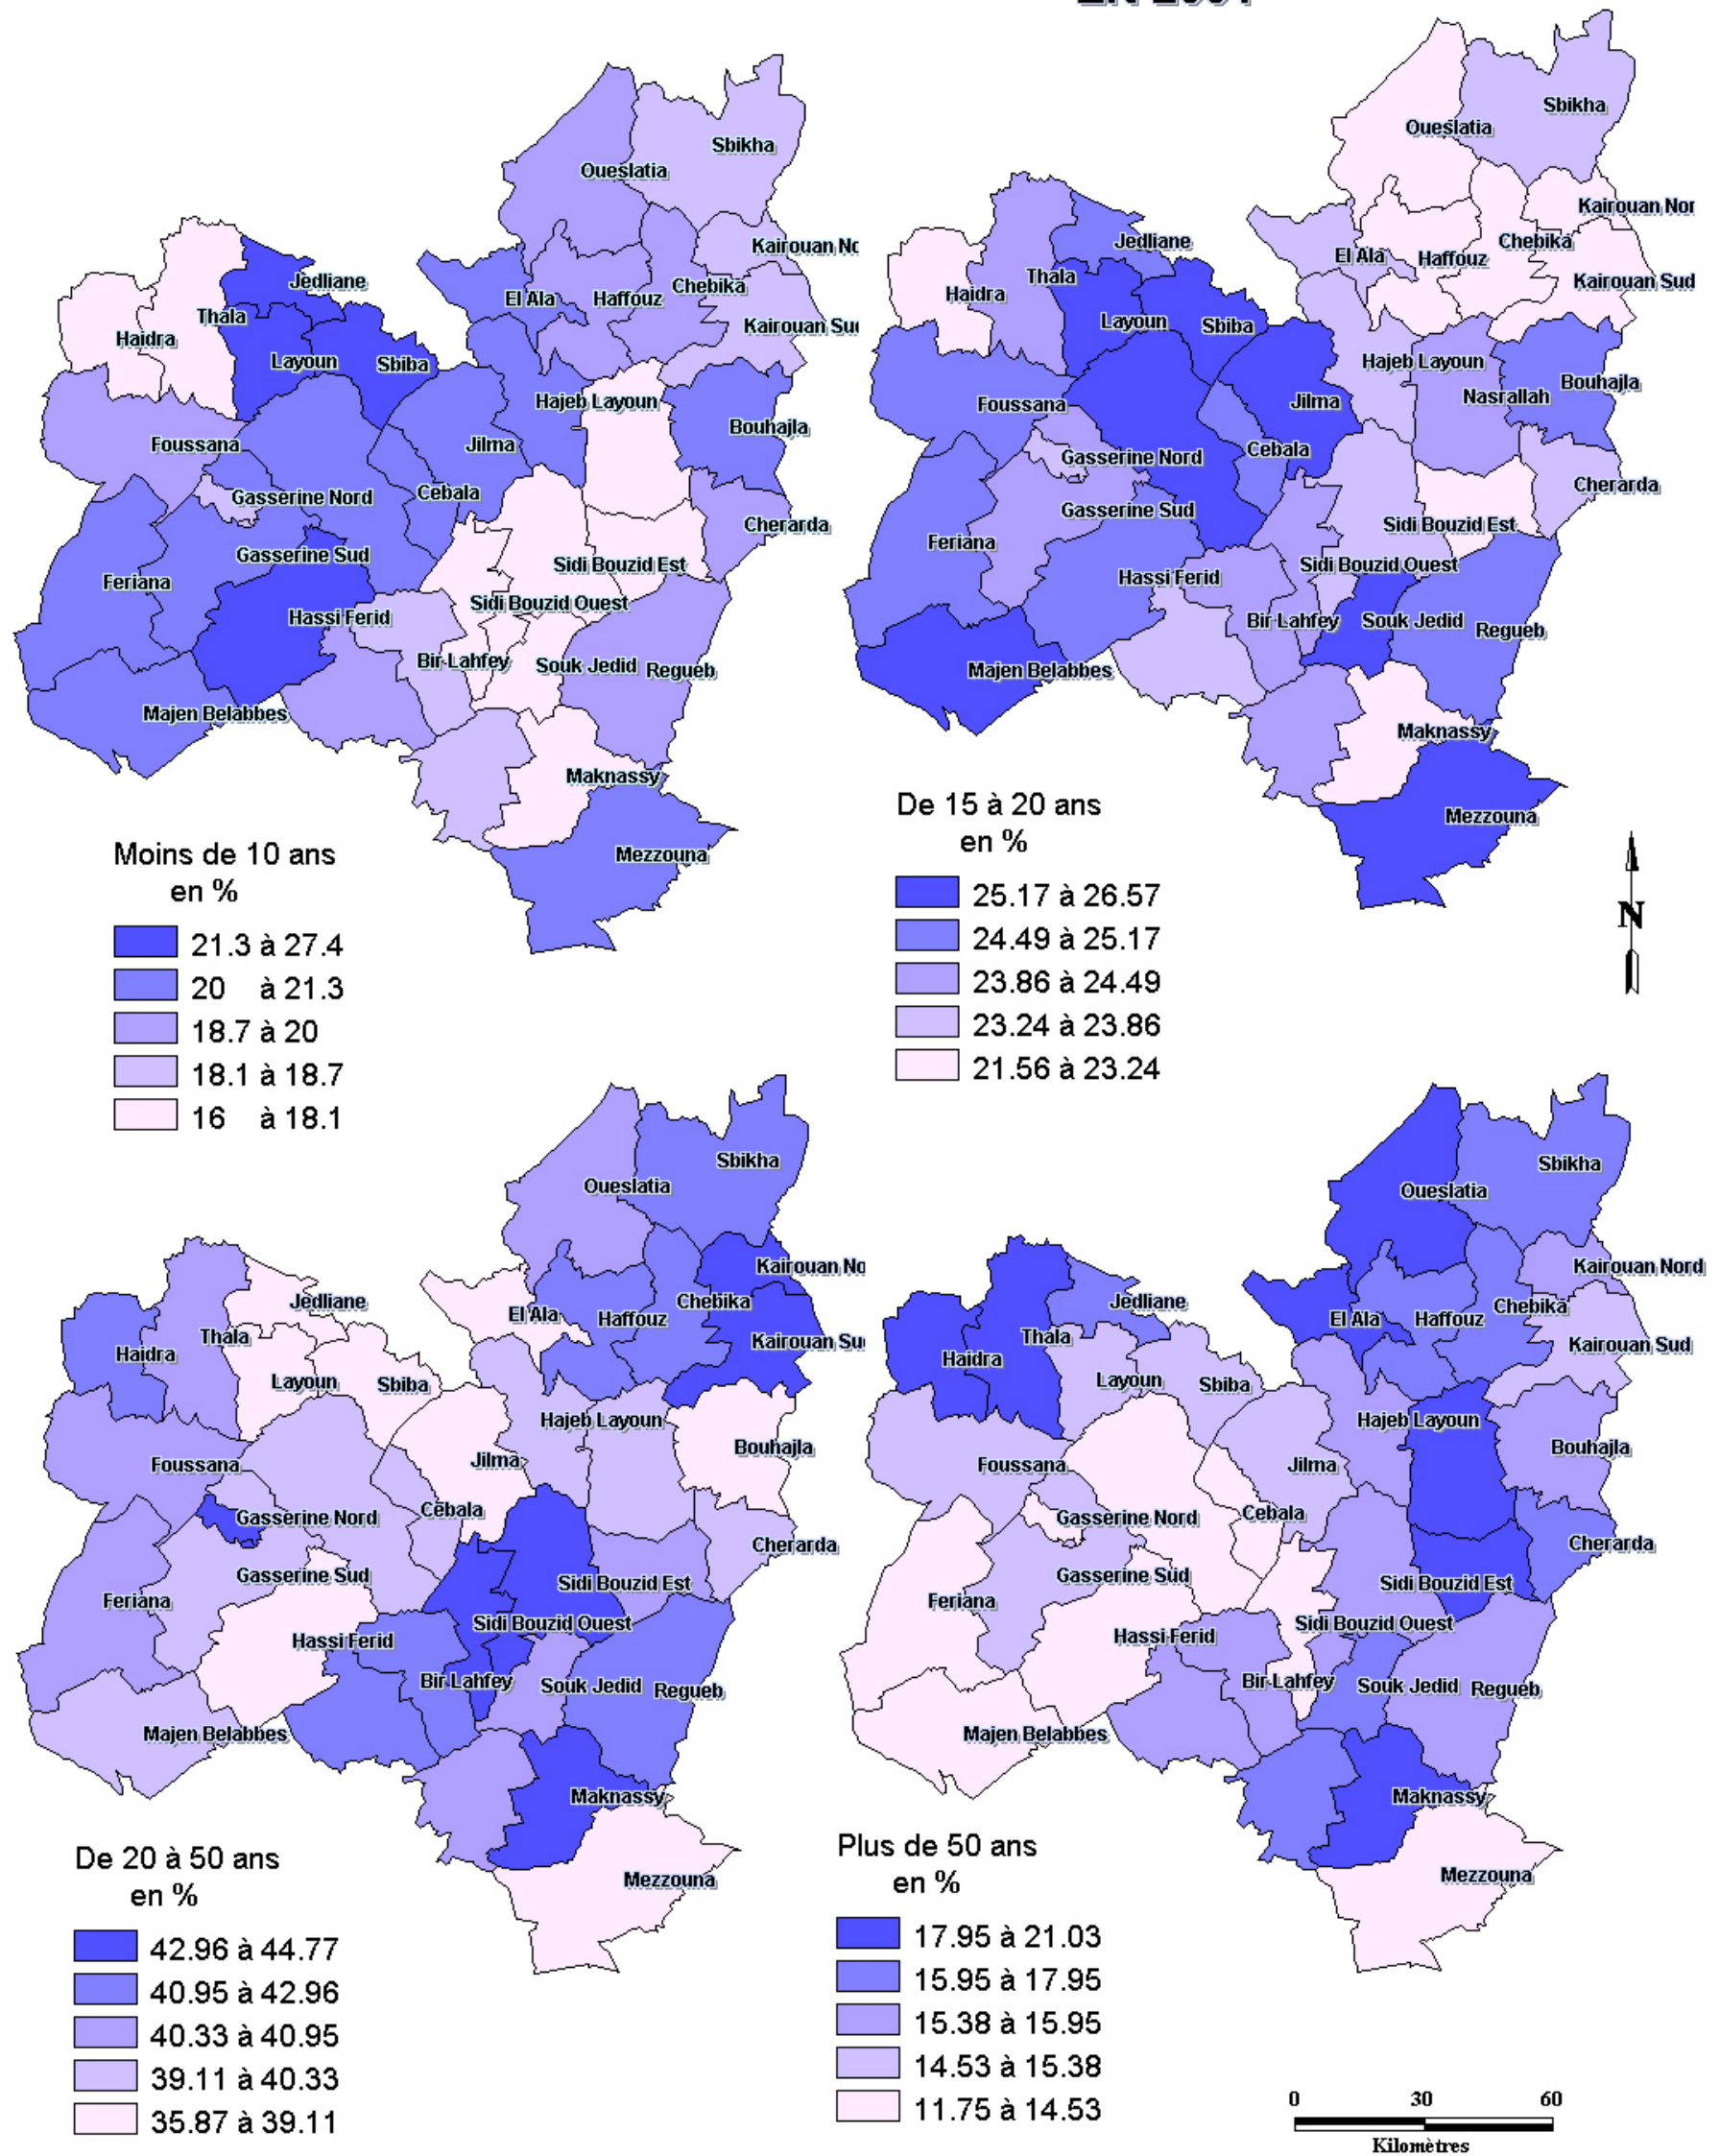 Sbikha
Oueslatia
Kairouan No
Jedliane
El Ala
Haffouz
Chebika
Thala
Kairouan Su
Haidra
Layoun
Sbiba
Hajeb Layoun
Foussana
Jilma
Bouhajla
Gasserine Nord
Cebala
Cherarda
Gasserine Sud
Sidi Bouzid Est
Feriana
Sidi Bouzid Ouest
Hassi Ferid
Bir Lahfey
Souk Jedid
Regueb
Majen Belabbes
Maknassy
Mezzouna
Moins de 10 ans
en %
21.3 à 27.4
20 à 21.3
18.7 à 20
18.1 à 18.7
16 à 18.1
Sbikha
Oueslatia
Kairouan Nor
Jedliane
Chebika
El Ala
Haffouz
Thala
Kairouan Sud
Haidra
Layoun
Sbiba
Hajeb Layoun
Bouhajla
Foussana
Jilma
Nasrallah
Gasserine Nord
Cebala
Cherarda
Gasserine Sud
Sidi Bouzid Est
Feriana
Sidi Bouzid Ouest
Hassi Ferid
Bir Lahfey
Souk Jedid
Regueb
Majen Belabbes
Maknassy
Mezzouna
De 15 à 20 ans
en %
25.17 à 26.57
24.49 à 25.17
23.86 à 24.49
23.24 à 23.86
21.56 à 23.24
N
Sbikha
Oueslatia
Kairouan No
Jedliane
El Ala
Haffouz
Chebika
Thala
Kairouan Su
Haidra
Layoun
Sbiba
Hajeb Layoun
Bouhajla
Foussana
Jilma
Gasserine Nord
Cebala
Cherarda
Gasserine Sud
Sidi Bouzid Est
Feriana
Sidi Bouzid Ouest
Hassi Ferid
Bir Lahfey
Souk Jedid
Regueb
Majen Belabbes
Maknassy
Mezzouna
De 20 à 50 ans
en %
42.96 à 44.77
40.95 à 42.96
40.33 à 40.95
39.11 à 40.33
35.87 à 39.11
Sbikha
Oueslatia
Kairouan Nord
Jedliane
El Ala
Haffouz
Chebika
Thala
Kairouan Sud
Haidra
Layoun
Sbiba
Hajeb Layoun
Bouhajla
Foussana
Jilma
Gasserine Nord
Cebala
Cherarda
Gasserine Sud
Sidi Bouzid Est
Feriana
Sidi Bouzid Ouest
Hassi Ferid
Bir Lahfey
Souk Jedid
Regueb
Majen Belabbes
Maknassy
Mezzouna
Plus de 50 ans
en %
17.95 à 21.03
15.95 à 17.95
15.38 à 15.95
14.53 à 15.38
11.75 à 14.53
0 30 60
Kilomètres